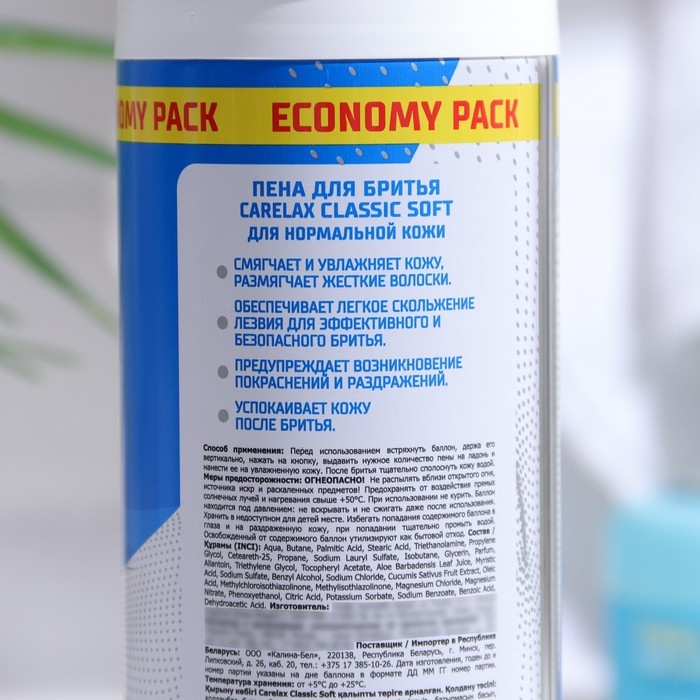 OMY PACK ECONOMY PACK
ПЕНА ДЛЯ БРИТЬЯ
CARELAX CLASSIC SOFT
ДЛЯ НОРМАЛЬНОЙ КОЖИ
СМЯГЧАЕТ И УВЛАЖНЯЕТ КОЖУ,
РАЗМЯГЧАЕТ ЖЕСТКИЕ ВОЛОСКИ.
ОБЕСПЕЧИВАЕТ ЛЕГКОЕ СКОЛЬЖЕНИЕ
ЛЕЗВИЯ ДЛЯ ЭФФЕКТИВНОГО И
БЕЗОПАСНОГО БРИТЬЯ.
ПРЕДУПРЕЖДАЕТ ВОЗНИКНОВЕНИЕ
ПОКРАСНЕНИЙ И РАЗДРАЖЕНИЙ.
УСПОКАИВАЕТ КОЖУ
ПОСЛЕ БРИТЬЯ.
Способ применения: Перед использованием встряхнуть баллон, держа его
вертикально, нажать на кнопку, выдавить нужное количество пены на ладонь и
нанести ее на увлажненную кожу. После бритья тщательно сполоснуть кожу водой.
Меры предосторожности: ОГНЕОПАСНО! Не распылять вблизи открытого огня,
источника искр и раскаленных предметов! Предохранять от воздействия прямых
солнечных лучей и нагревания свыше +50°С. При использовании не курить. Баллон
находится под давлением: не вскрывать и не сжигать даже после использования.
Хранить в недоступном для детей месте. Избегать попадания содержимого баллона в
глаза и на раздраженную кожу, при попадании тщательно промыть водой.
Освобожденный от содержимого баллон утилизируют как бытовой отход. Состав /
Құрамы (INCI): Aqua, Butane, Palmitic Acid, Stearic Acid, Triethanolamine, Propylene
Glycol, Ceteareth-25, Propane, Sodium Lauryl Sulfate, Isobutane, Glycerin, Parfum,
Allantoin, Triethylene Glycol, Tocopheryl Acetate, Aloe Barbadensis Leaf Juice, Myristic
Acid, Sodium Sulfate, Benzyl Alcohol, Sodium Chloride, Cucumis Sativus Fruit Extract, Oleic
Acid, Methylchloroisothiazolinone, Methylisothiazolinone, Magnesium Chloride, Magnesium
Nitrate, Phenoxyethanol, Citric Acid, Potassium Sorbate, Sodium Benzoate, Benzoic Acid,
Dehydroacetic Acid. Изготовитель:
Поставщик / Импортер в Республике
Беларусь: ООО «Калина-Бел», 220138, Республика Беларусь, г. Минск, пер.
Липковский, д. 26, каб. 20, тел.: +375 17 385-10-26. Дата изготовления, годен до и
номер партии указаны на дне баллона в формате ДД ММ ГГ номер партии.
Температура хранения: от +5°С до +25°С.
Қырыну көбігі Carelax Classic Soft қалыпты теріге арналған. Қолдану тәсілі: